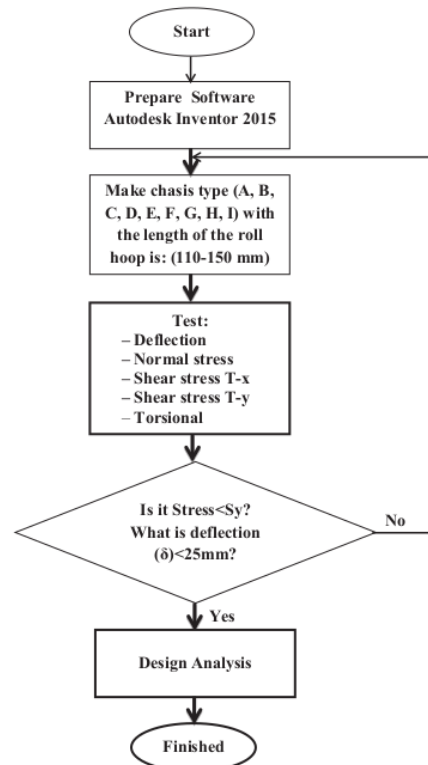 Start
Prepare Software
Autodesk Inventor 2015
Make chasis type (A, B,
C, D, E, F, G, H, I) with
the length of the roll
hoop is: (110-150 mm)
Test:
– Deflection
– Normal stress
– Shear stress T-x
– Shear stress T-y
– Torsional
Is it Stress<Sy?
What is deflection
(δ)<25mm?
No
Yes
Design Analysis
Finished